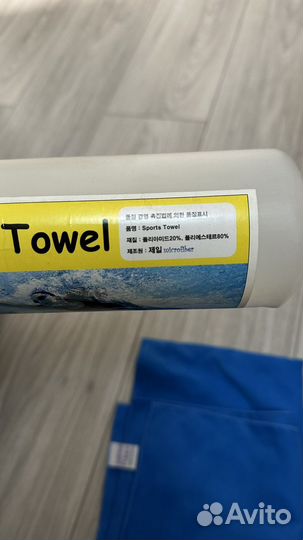 Towel
품질 경영 촉진법에 의한 품질표시
품명 : Sports Towel
재질 : 폴리아미드20%, 폴리에스테르80%
제조원 : 제일 microfiber
Avito